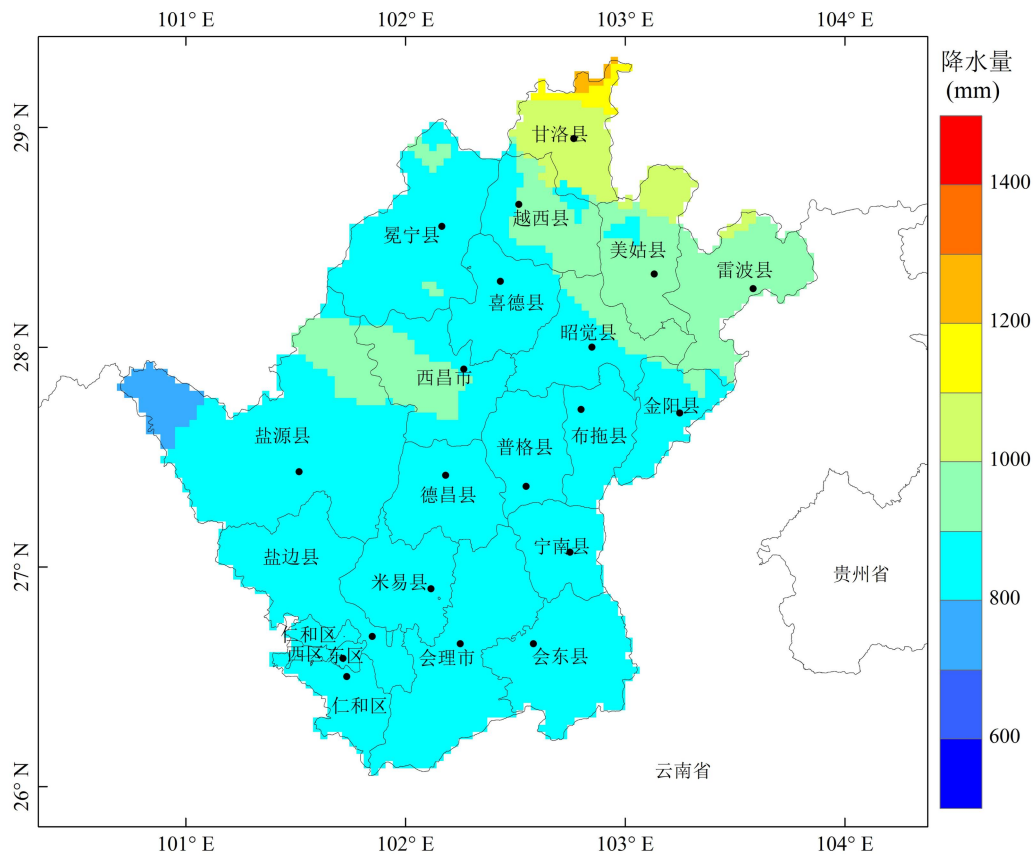 101° E
102° E
103° E
104° E
降水量
(mm)
1400
1200
1000
800
600
29° N
28° N
27° N
26° N
甘洛县
越西县
冕宁县
美姑县
雷波县
喜德县
昭觉县
西昌市
金阳县
盐源县
普格县
布拖县
德昌县
宁南县
盐边县
米易县
贵州省
仁和区
西区
东区
会理市
会东县
仁和区
云南省
101° E
102° E
103° E
104° E